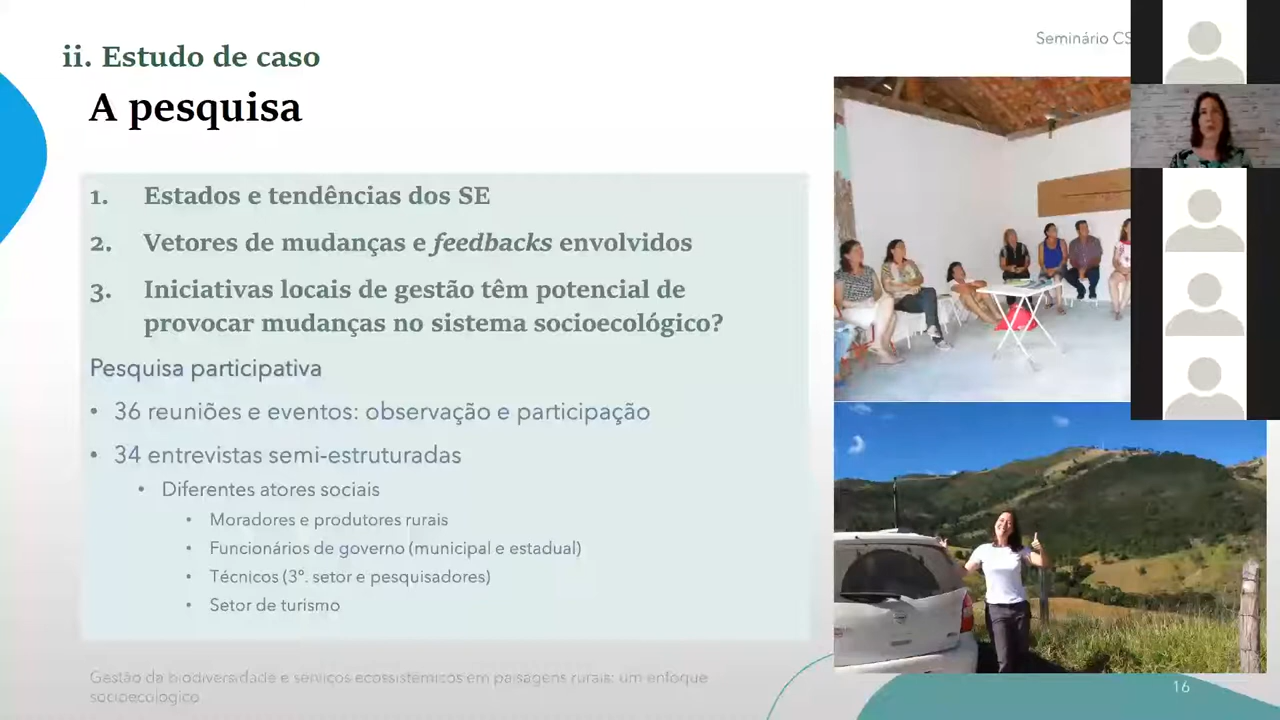 ii. Estudo de caso
Seminário CS
A pesquisa
1. Estados e tendências dos SE
2. Vetores de mudanças e feedbacks envolvidos
3. Iniciativas locais de gestão têm potencial de
provocar mudanças no sistema socioecológico?
Pesquisa participativa
• 36 reuniões e eventos: observação e participação
• 34 entrevistas semi-estruturadas
• Diferentes atores sociais
• Moradores e produtores rurais
• Funcionários de governo (municipal e estadual)
• Técnicos (3º. setor e pesquisadores)
• Setor de turismo
Gestão da biodiversidade e serviços ecossistêmicos em paisagens rurais: um enfoque
socioecológico
16